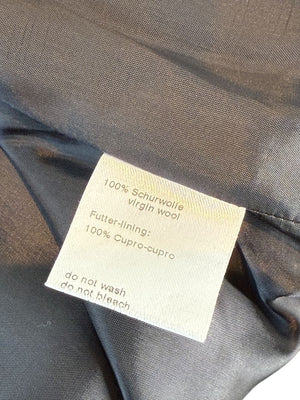 100% Schurwolle
virgin wool
Futter-lining:
100% Cupro-cupro
do not wash
do not bleach